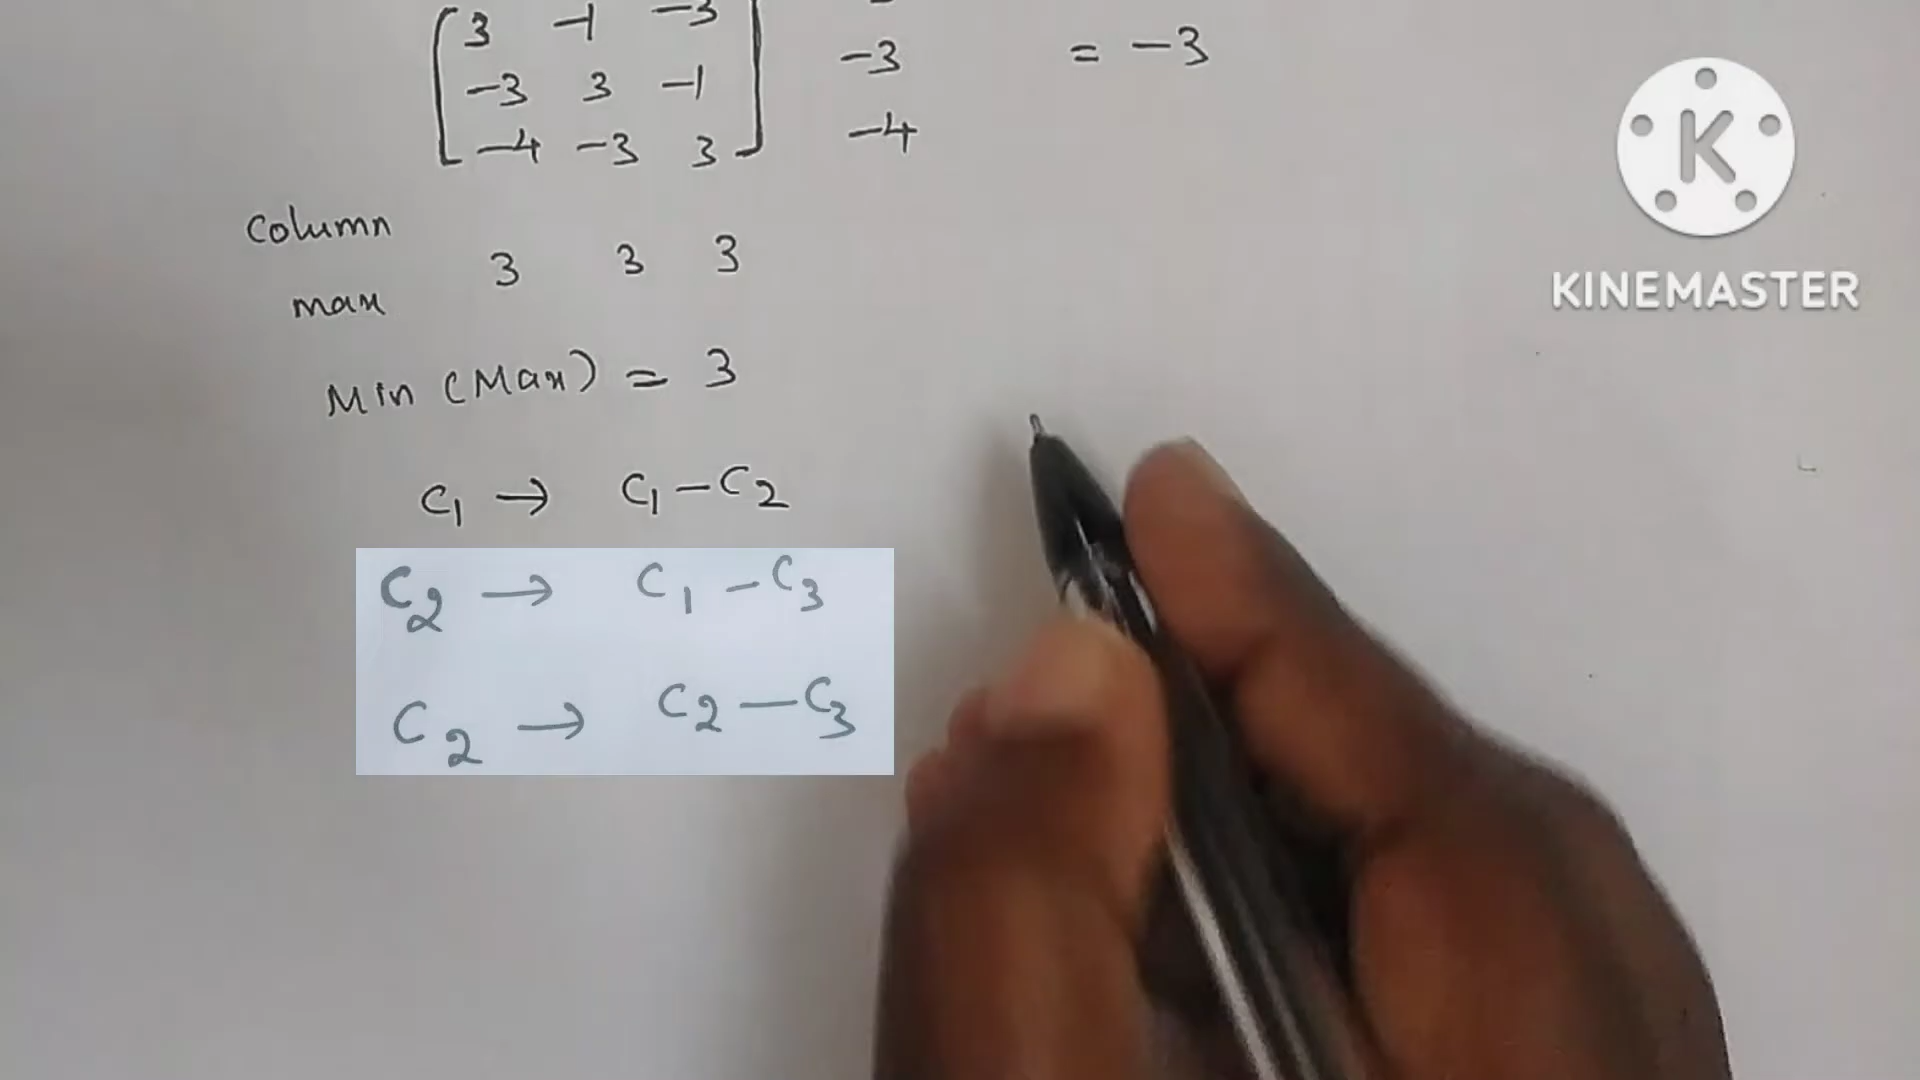 3 -1 -3
-3 3 -1 -3 = -3
-4 -3 3 -4
Column
max 3 3 3
Min (Max) = 3
C1 → C1 - C2
C2 → C1 - C3
C2 → C2 - C3
K
KINEMASTER